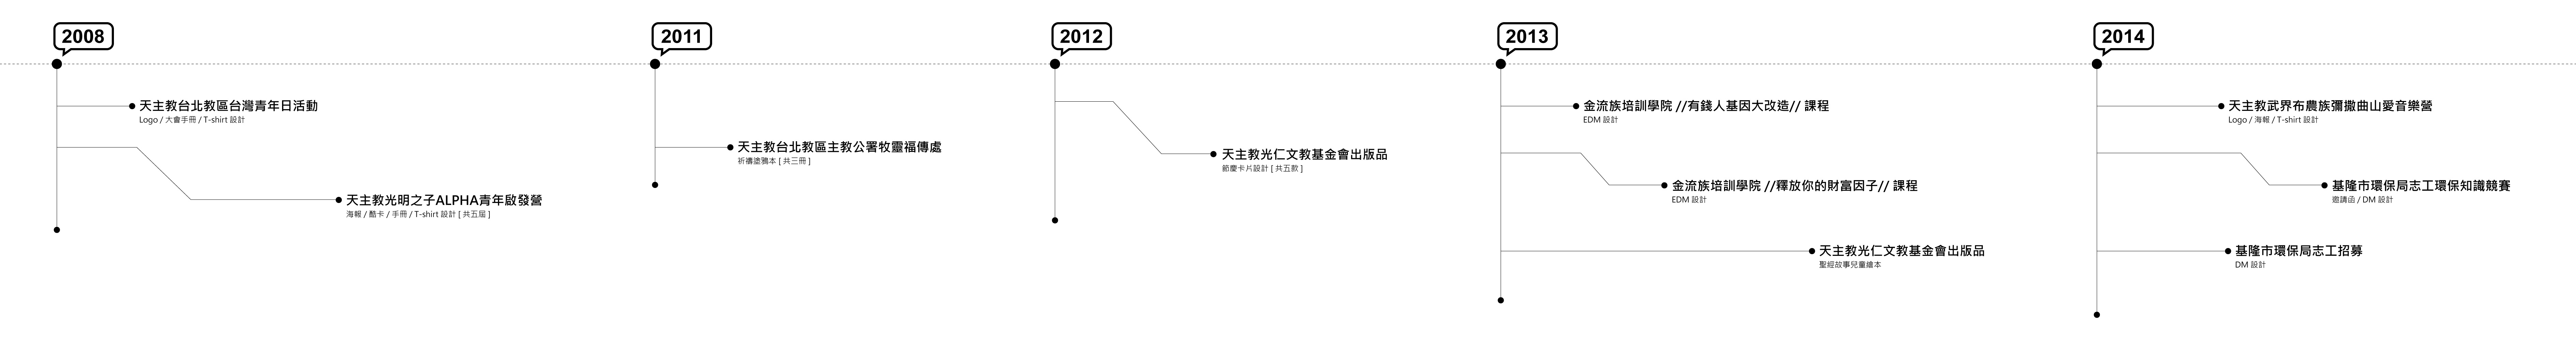 2008
天主教台北教區台灣青年日活動
Logo / 大會手冊 / T-shirt 設計
天主教光明之子ALPHA青年啟發營
海報 / 酷卡 / 手冊 / T-shirt 設計 [ 共五屆 ]
2011
天主教台北教區主教公署牧靈福傳處
祈禱塗鴉本 [ 共三冊 ]
2012
天主教光仁文教基金會出版品
節慶卡片設計 [ 共五款 ]
2013
金流族培訓學院 //有錢人基因大改造// 課程
EDM 設計
金流族培訓學院 //釋放你的財富因子// 課程
EDM 設計
天主教光仁文教基金會出版品
聖經故事兒童繪本
2014
天主教武界布農族彌撒曲山愛音樂營
Logo / 海報 / T-shirt 設計
基隆市環保局志工環保知識競賽
邀請函 / DM 設計
基隆市環保局志工招募
DM 設計